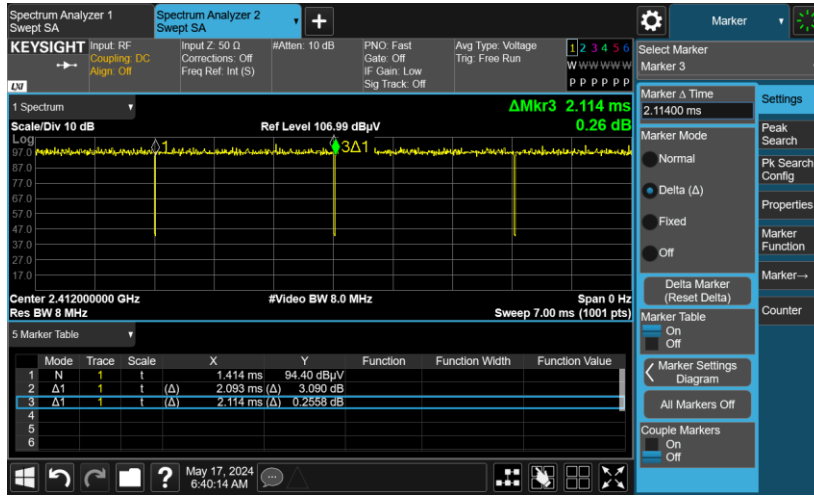 Spectrum Analyzer 1
Swept SA
Spectrum Analyzer 2
Swept SA
+
Marker
KEYSIGHT
Input: RF
Coupling: DC
Align: Off
Input Z: 50 Ω
Corrections: Off
Freq Ref: Int (S)
#Atten: 10 dB
PNO: Fast
Gate: Off
IF Gain: Low
Sig Track: Off
Avg Type: Voltage
Trig: Free Run
1 2 3 4 5 6
W W W W W W
P P P P P P
LXI
Select Marker
Marker 3
1 Spectrum
ΔMkr3 2.114 ms
0.26 dB
Scale/Div 10 dB
Ref Level 106.99 dBµV
Log
97.0
87.0
77.0
67.0
57.0
47.0
37.0
27.0
17.0
1
3Δ1
Center 2.412000000 GHz
#Video BW 8.0 MHz
Span 0 Hz
Res BW 8 MHz
Sweep 7.00 ms (1001 pts)
5 Marker Table
Mode Trace Scale X Y Function Function Width Function Value
1 N 1 t 1.414 ms 94.40 dBµV
2 Δ1 1 t (Δ) 2.093 ms (Δ) 3.090 dB
3 Δ1 1 t (Δ) 2.114 ms (Δ) 0.2558 dB
4
5
6
Marker Δ Time
2.11400 ms
Marker Mode
Normal
Delta (Δ)
Fixed
Off
Delta Marker
(Reset Delta)
Marker Table
On
Off
Marker Settings
Diagram
All Markers Off
Couple Markers
On
Off
Settings
Peak
Search
Pk Search
Config
Properties
Marker
Function
Marker→
Counter
?
May 17, 2024
6:40:14 AM